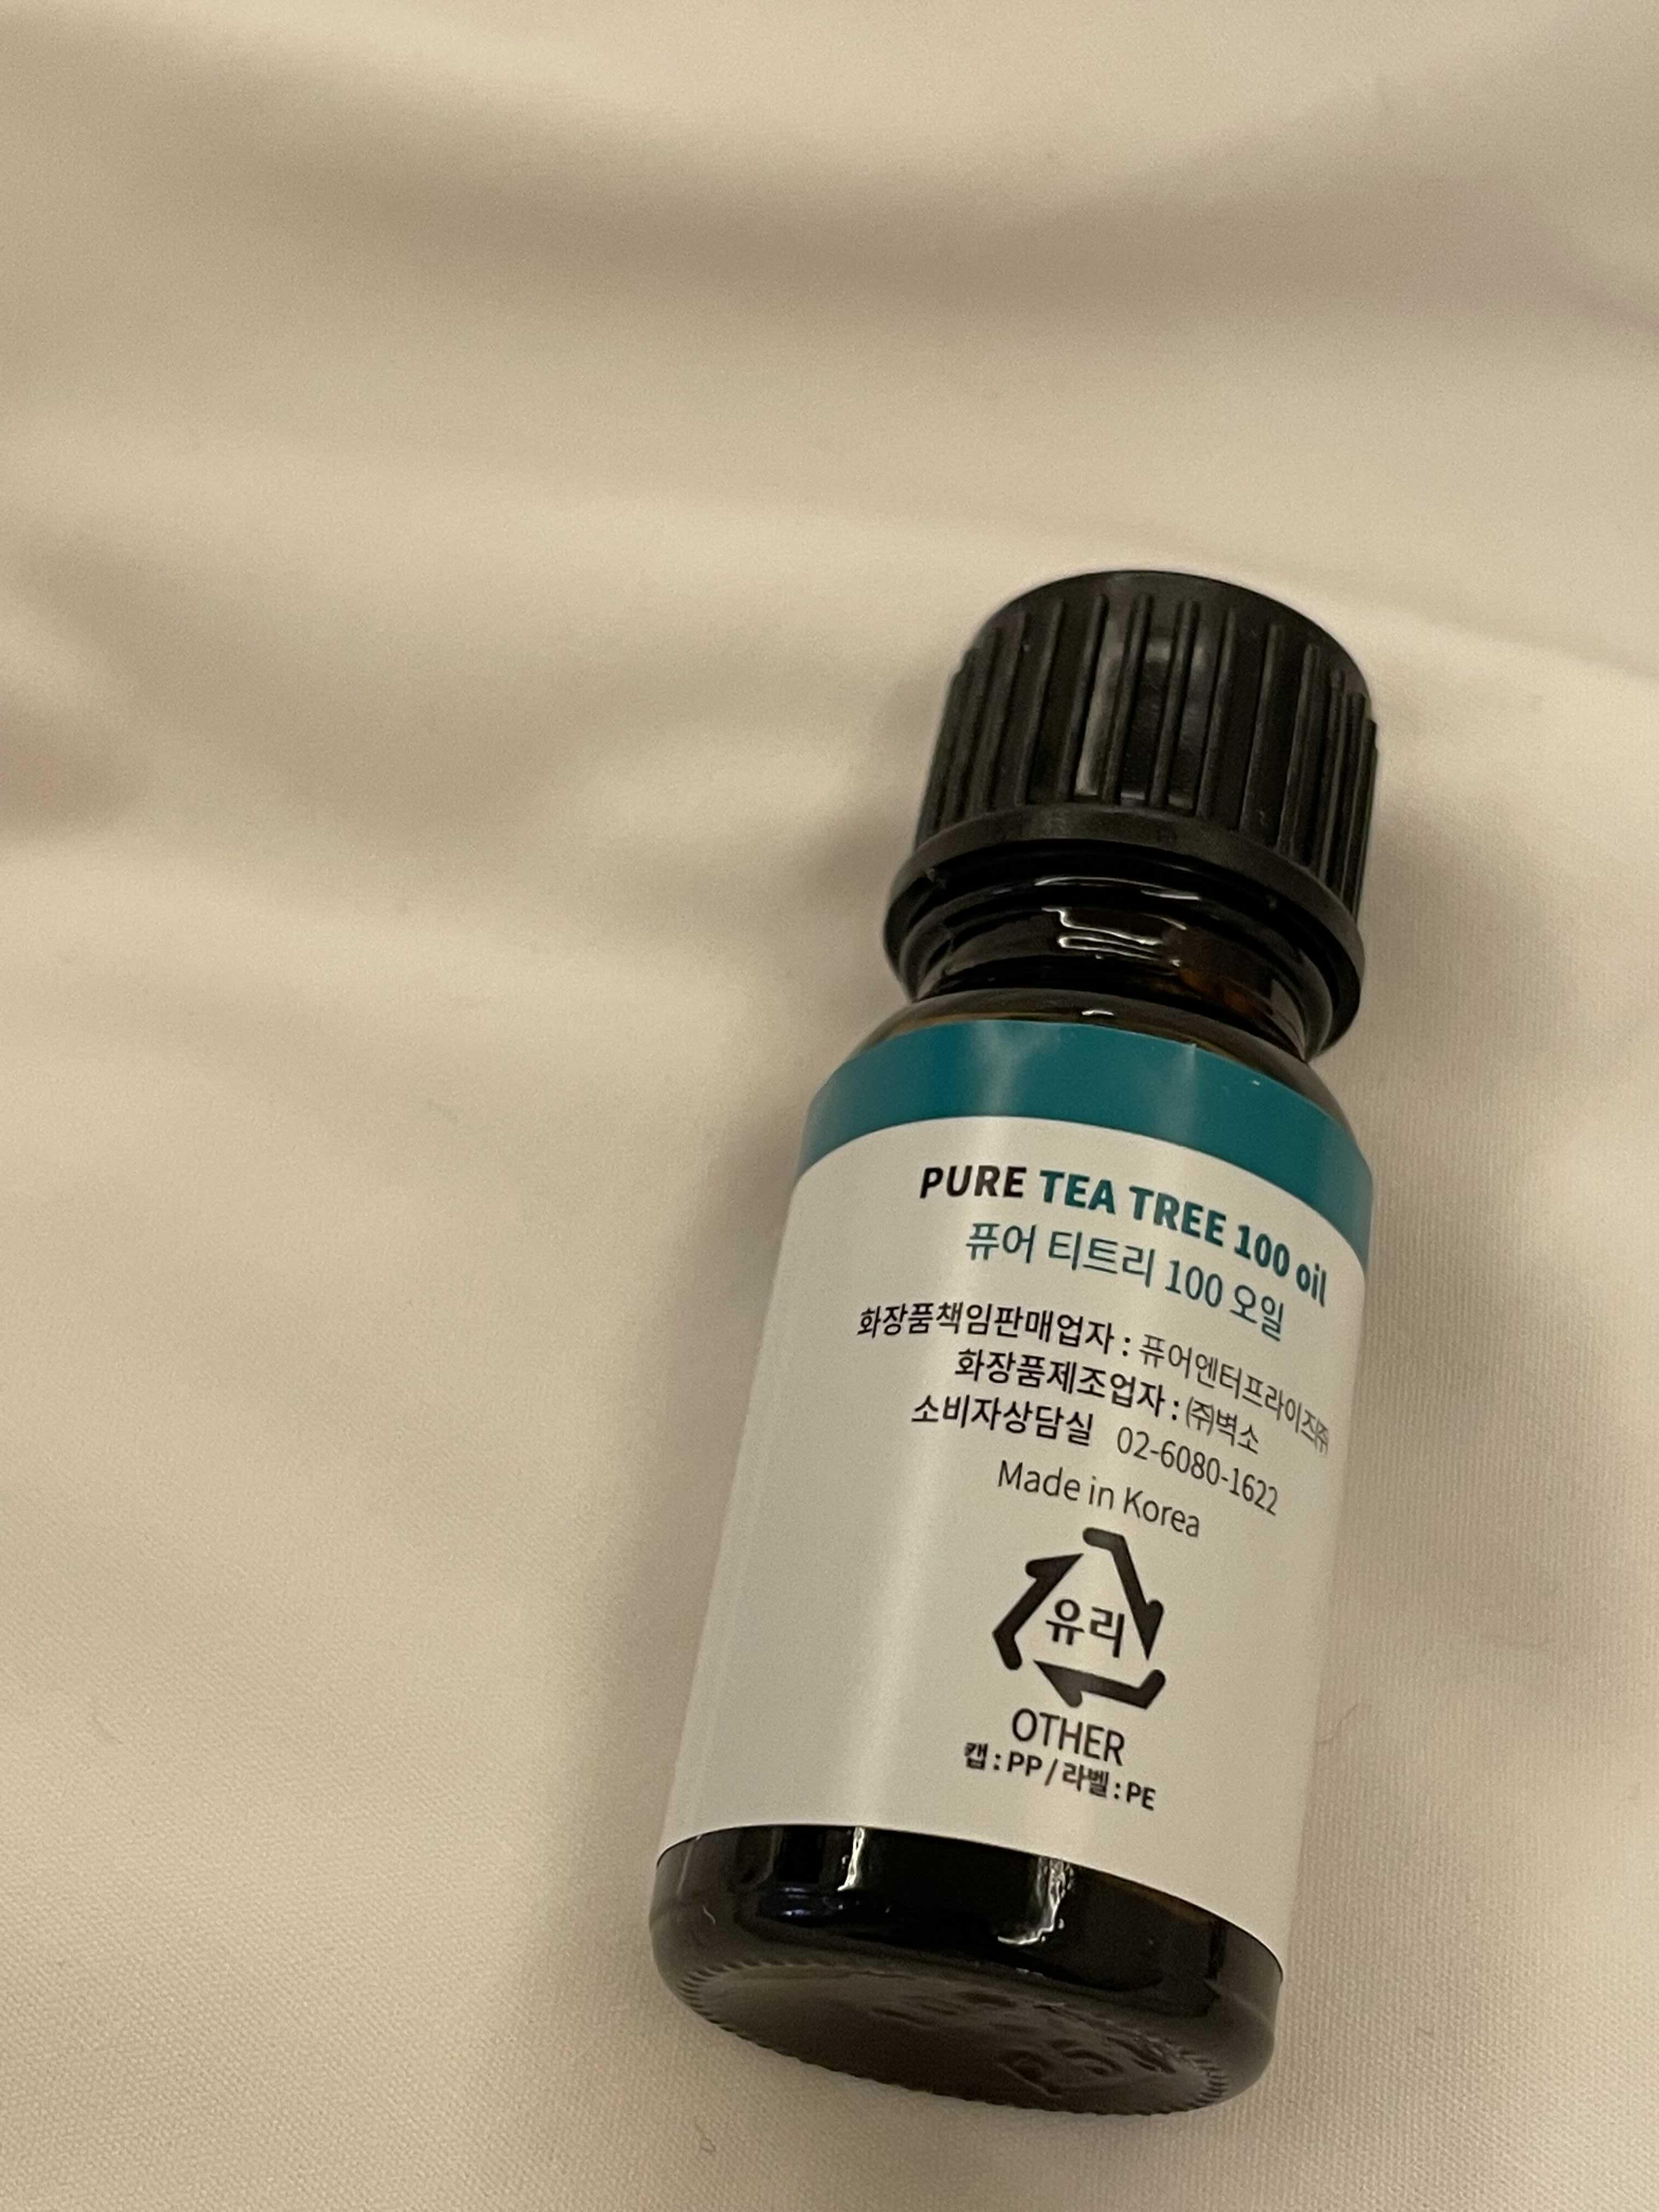 PURE TEA TREE 100 oil
퓨어 티트리 100 오일
화장품책임판매업자 : 퓨어엔터프라이즈㈜
화장품제조업자 : ㈜벽소
소비자상담실 02-6080-1622
Made in Korea
유리
OTHER
캡 : PP / 라벨 : PE